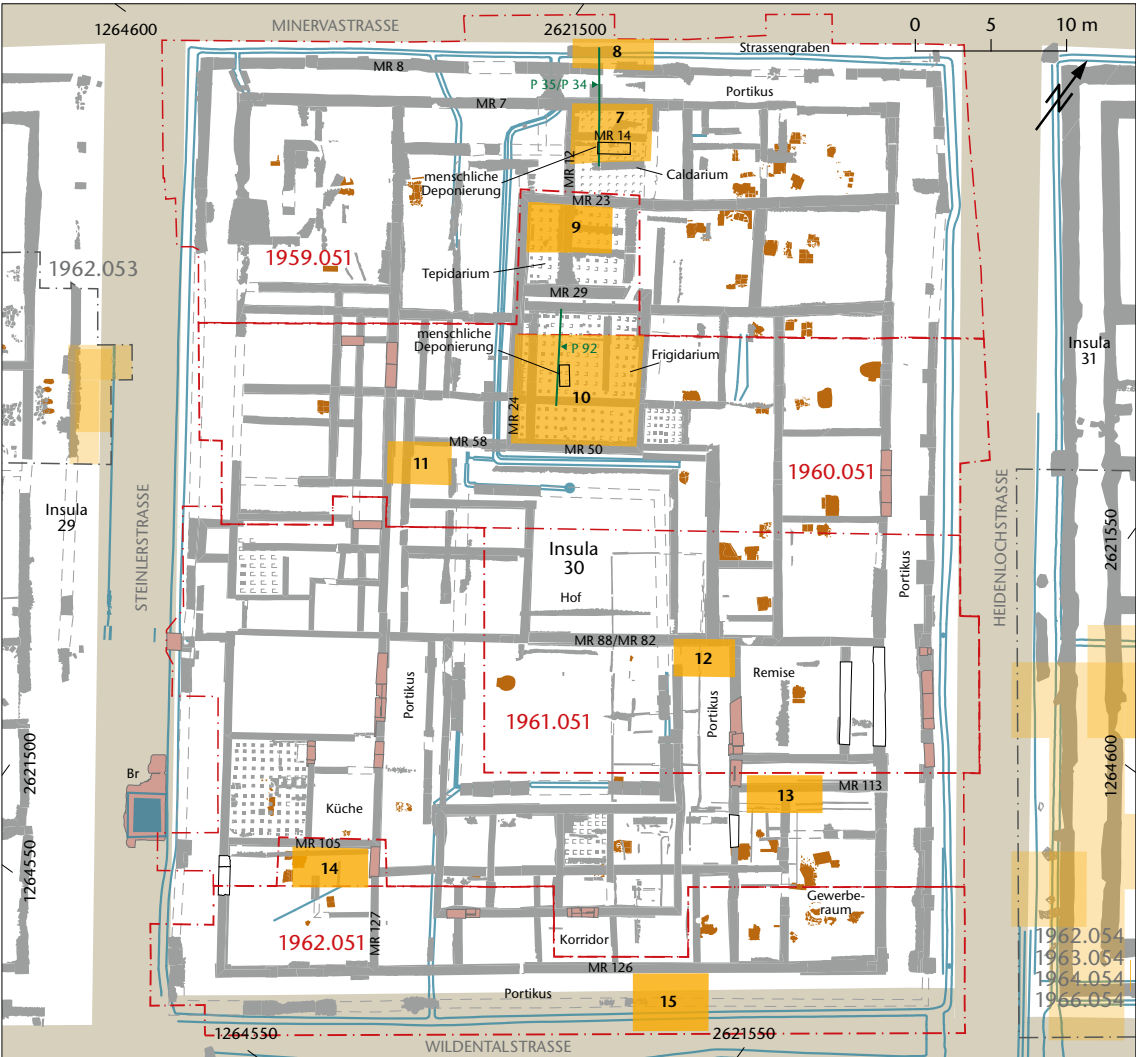 1264600
MINERVASTRASSE
2621500
0 5 10 m
Strassengraben
8
MR 8
P 35/P 34
Portikus
MR 7
7
MR 14
menschliche
Deponierung
MR 12
Caldarium
MR 23
9
1959.051
1962.053
Tepidarium
MR 29
menschliche
Deponierung
P 92
Frigidarium
Insula
31
10
MR 24
MR 58
MR 50
11
1960.051
Insula
29
STEINLERSTRASSE
HEIDENLOCHSTRASSE
2621550
Insula
30
Hof
Portikus
MR 88/MR 82
12
Remise
Portikus
Portikus
1961.051
2621500
1264600
Br
MR 113
13
Küche
MR 105
14
1264550
Gewerbe-
raum
MR 127
1962.051
Korridor
1962.054
1963.054
1964.054
1966.054
MR 126
Portikus
15
1264550
2621550
WILDENTALSTRASSE